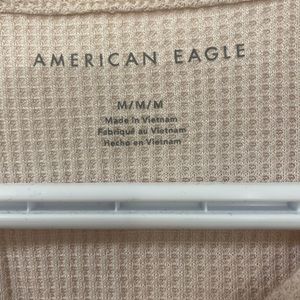 AMERICAN EAGLE
M/M/M
Made in Vietnam
Fabriqué au Vietnam
Hecho en Vietnam